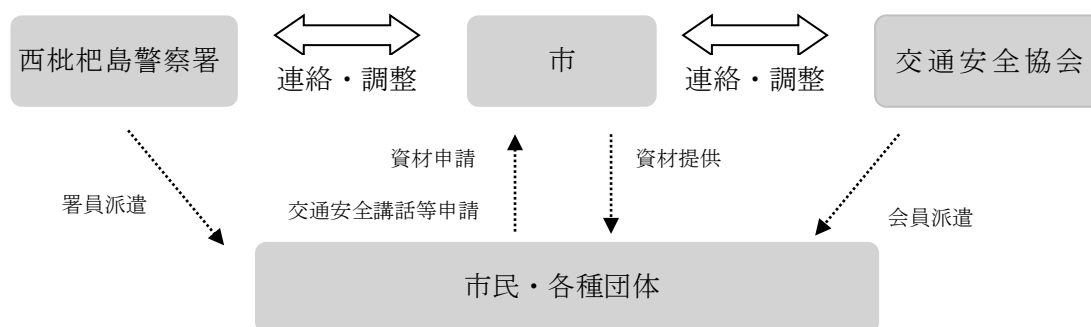 西枇杷島警察署
市
交通安全協会
連絡・調整
連絡・調整
資材申請
資材提供
署員派遣
交通安全講話等申請
会員派遣
市民・各種団体